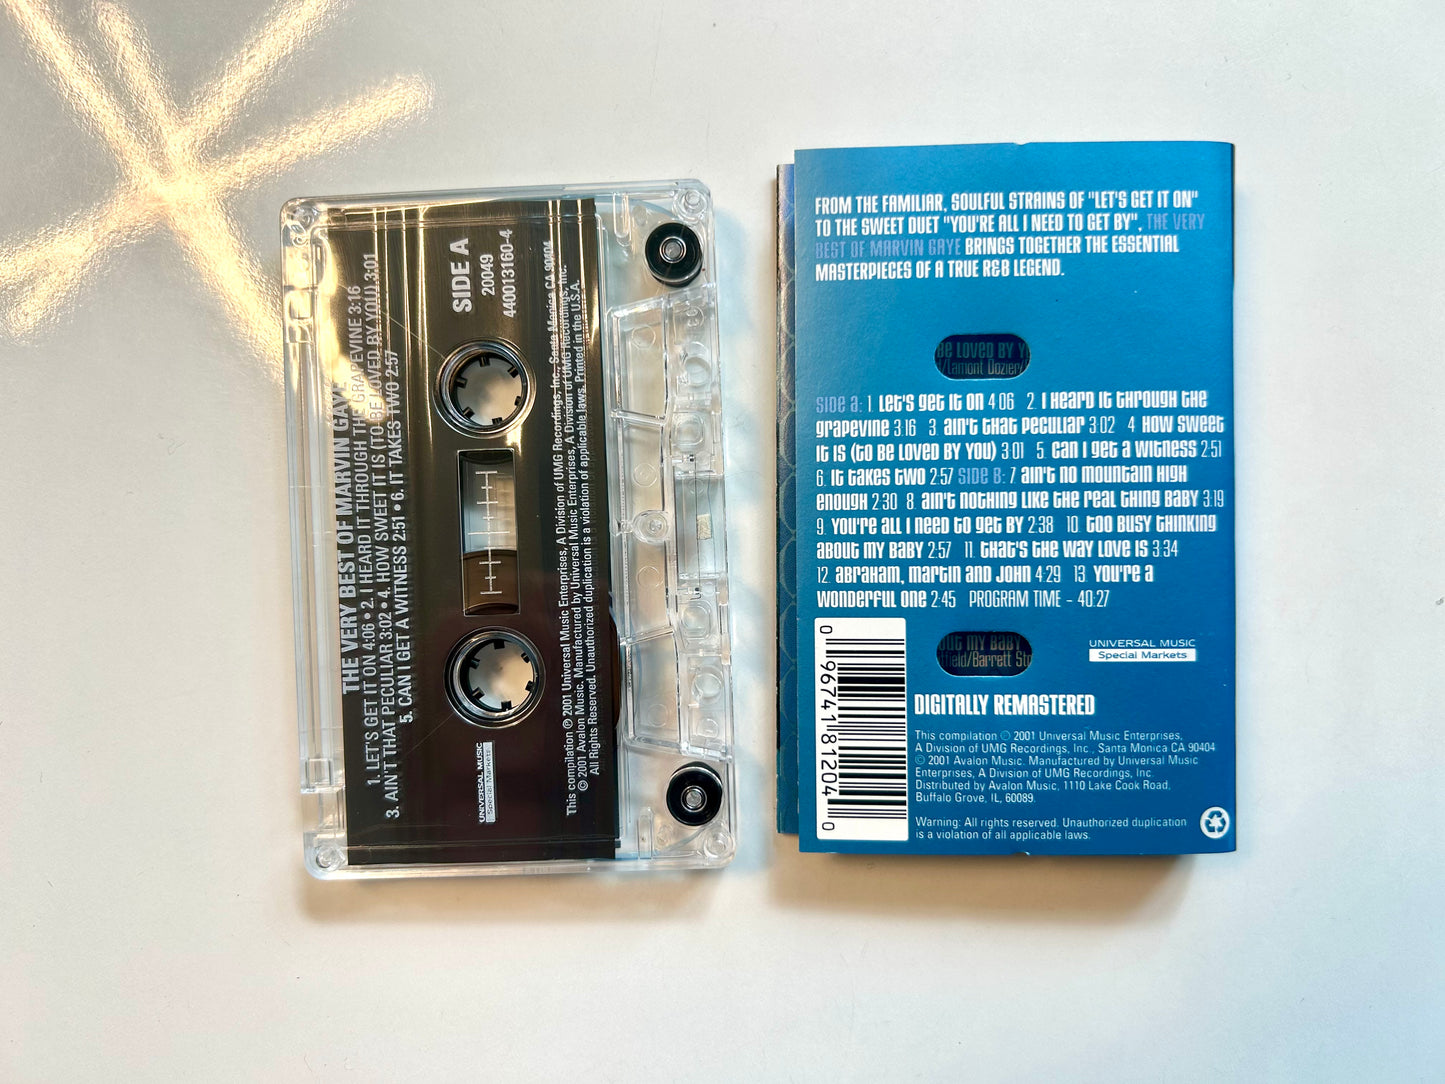 THE VERY BEST OF MARVIN GAYE
1. LET'S GET IT ON 4:06 • 2. I HEARD IT THROUGH THE GRAPEVINE 3:16
3. AIN'T THAT PECULIAR 3:02 • 4. HOW SWEET IT IS (TO BE LOVED BY YOU) 3:01
5. CAN I GET A WITNESS 2:51 • 6. IT TAKES TWO 2:57
SIDE A
20049
440013160-4
UNIVERSAL MUSIC
Special Markets
This compilation ℗ 2001 Universal Music Enterprises, A Division of UMG Recordings, Inc., Santa Monica CA 90404
© 2001 Avalon Music. Manufactured by Universal Music Enterprises, A Division of UMG Recordings, Inc.
All Rights Reserved. Unauthorized duplication is a violation of applicable laws. Printed in the U.S.A.
FROM THE FAMILIAR, SOULFUL STRAINS OF "LET'S GET IT ON"
TO THE SWEET DUET "YOU'RE ALL I NEED TO GET BY", THE VERY
BEST OF MARVIN GAYE BRINGS TOGETHER THE ESSENTIAL
MASTERPIECES OF A TRUE R&B LEGEND.
BE LOVED BY
/Lamont Dozier/
SIDE A: 1. Let's get it on 4:06 2. I Heard it through the
grapevine 3:16 3. ain't that peculiar 3:02 4 How sweet
it is (to be loved by you) 3:01 5. can I get a witness 2:51
6. it takes two 2:57 SIDE B: 7 ain't no mountain high
enough 2:30 8. ain't nothing like the real thing baby 3:19
9. you're all I need to get by 2:38 10. too busy thinking
about my baby 2:57 11. that's the way love is 3:34
12. abraham, martin and john 4:29 13. you're a
wonderful one 2:45 PROGRAM TIME - 40:27
out my baby
field/Barrett
UNIVERSAL MUSIC
Special Markets
DIGITALLY REMASTERED
0 96741 81204 0
This compilation ℗ 2001 Universal Music Enterprises,
A Division of UMG Recordings, Inc., Santa Monica CA 90404
© 2001 Avalon Music. Manufactured by Universal Music
Enterprises, A Division of UMG Recordings, Inc.
Distributed by Avalon Music, 1110 Lake Cook Road,
Buffalo Grove, IL, 60089.
Warning: All rights reserved. Unauthorized duplication
is a violation of all applicable laws.